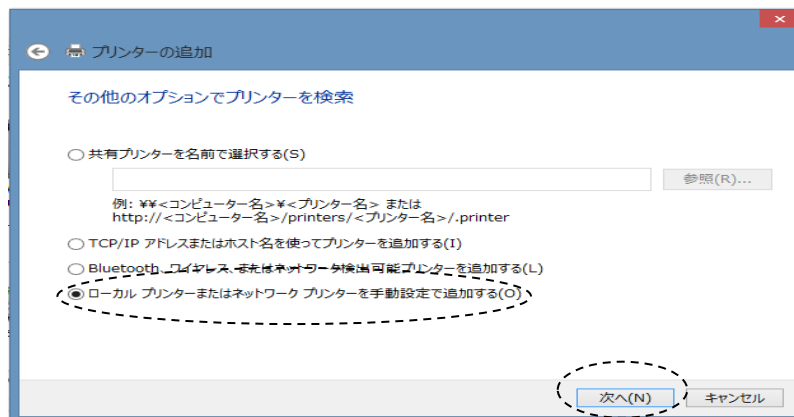 プリンターの追加
その他のオプションでプリンターを検索
共有プリンターを名前で選択する(S)
参照(R)...
例: ¥¥<コンピューター名>¥<プリンター名> または
http://<コンピューター名>/printers/<プリンター名>/.printer
TCP/IP アドレスまたはホスト名を使ってプリンターを追加する(I)
Bluetooth、ワイヤレス、またはネットワーク検出可能プリンターを追加する(L)
ローカル プリンターまたはネットワーク プリンターを手動設定で追加する(O)
次へ(N) キャンセル